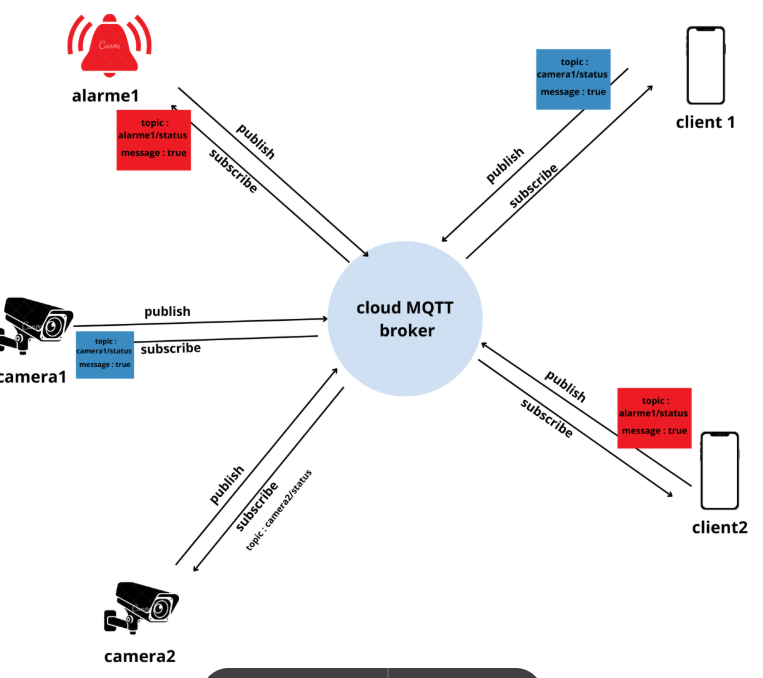 Canva
alarme1
topic :
alarme1/status
message : true
publish
subscribe
topic :
camera1/status
message : true
client 1
publish
subscribe
cloud MQTT
broker
publish
topic :
camera1/status
message : true
subscribe
camera1
publish
subscribe
topic : camera2/status
camera2
publish
subscribe
topic :
alarme1/status
message : true
client2